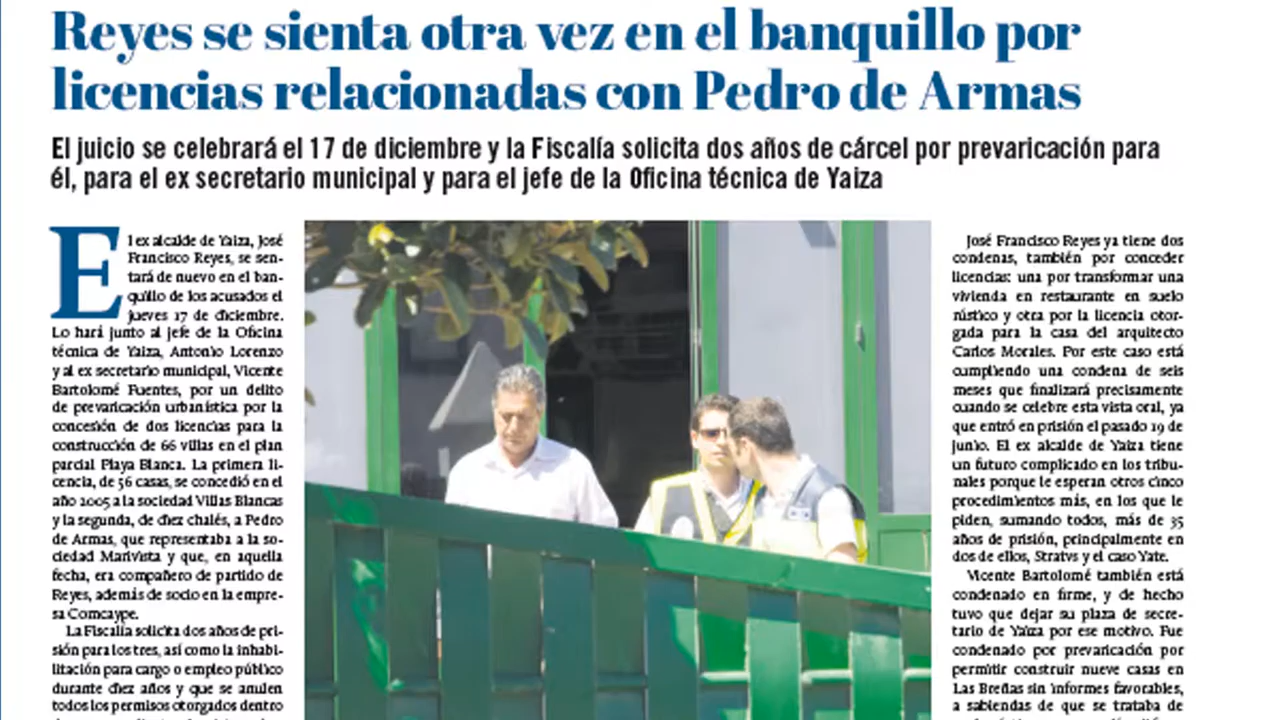 Reyes se sienta otra vez en el banquillo por
licencias relacionadas con Pedro de Armas
El juicio se celebrará el 17 de diciembre y la Fiscalía solicita dos años de cárcel por prevaricación para
él, para el ex secretario municipal y para el jefe de la Oficina técnica de Yaiza
El ex alcalde de Yaiza, José
Francisco Reyes, se sen-
tará de nuevo en el ban-
quillo de los acusados el
jueves 17 de diciembre.
Lo hará junto al jefe de la Oficina
técnica de Yaiza, Antonio Lorenzo
y al ex secretario municipal, Vicente
Bartolomé Fuentes, por un delito
de prevaricación urbanística por la
concesión de dos licencias para la
construcción de 66 villas en el plan
parcial Playa Blanca. La primera li-
cencia, de 56 casas, se concedió en el
año 2005 a la sociedad Villas Blancas
y la segunda, de diez chalés, a Pedro
de Armas, que representaba a la so-
ciedad Marivista y que, en aquella
fecha, era compañero de partido de
Reyes, además de socio en la empre-
sa Comcaype.
La Fiscalía solicita dos años de pri-
sión para los tres, así como la inhabi-
litación para cargo o empleo público
durante diez años y que se anulen
todos los permisos otorgados dentro
José Francisco Reyes ya tiene dos
condenas, también por conceder
licencias: una por transformar una
vivienda en restaurante en suelo
rústico y otra por la licencia otor-
gada para la casa del arquitecto
Carlos Morales. Por este caso está
cumpliendo una condena de seis
meses que finalizará precisamente
cuando se celebre esta vista oral, ya
que entró en prisión el pasado 19 de
junio. El ex alcalde de Yaiza tiene
un futuro complicado en los tribu-
nales porque le esperan otros cinco
procedimientos más, en los que le
piden, sumando todos, más de 35
años de prisión, principalmente en
dos de ellos, Stratvs y el caso Yate.
Vicente Bartolomé también está
condenado en firme, y de hecho
tuvo que dejar su plaza de secre-
tario de Yaiza por ese motivo. Fue
condenado por prevaricación por
permitir construir nueve casas en
Las Breñas sin informes favorables,
a sabiendas de que se trataba de